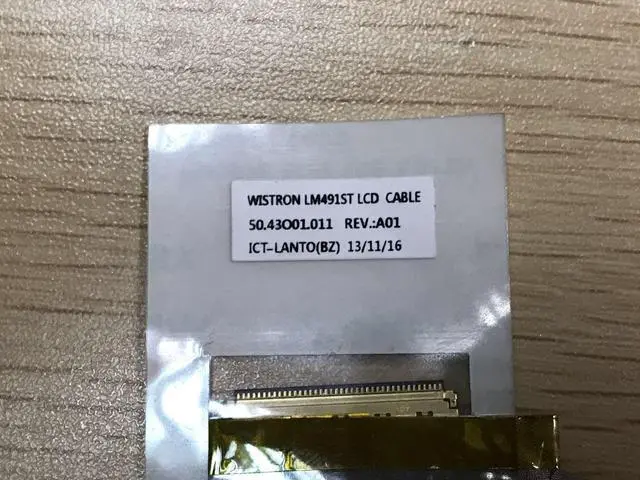 WISTRON LM491ST LCD CABLE
50.43O01.011 REV.:A01
ICT-LANTO(BZ) 13/11/16